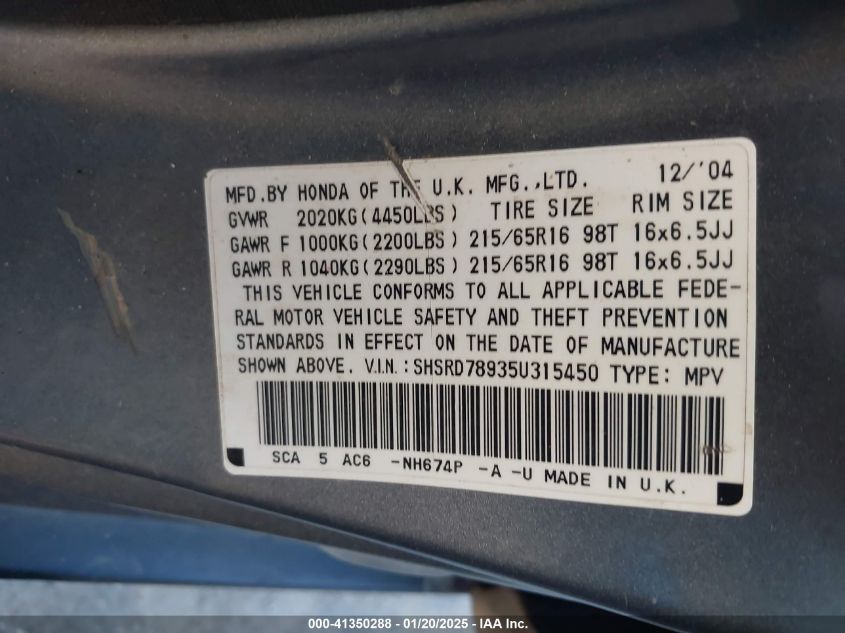 MFD.BY HONDA OF THE U.K. MFG.,LTD. 12/'04
GVWR 2020KG(4450LBS) TIRE SIZE RIM SIZE
GAWR F 1000KG(2200LBS) 215/65R16 98T 16x6.5JJ
GAWR R 1040KG(2290LBS) 215/65R16 98T 16x6.5JJ
THIS VEHICLE CONFORMS TO ALL APPLICABLE FEDE-
RAL MOTOR VEHICLE SAFETY AND THEFT PREVENTION
STANDARDS IN EFFECT ON THE DATE OF MANUFACTURE
SHOWN ABOVE. V.I.N.: SHSRD78935U315450 TYPE: MPV
SCA 5 AC6 -NH674P -A -U MADE IN U.K.
000-41350288 - 01/20/2025 - IAA Inc.